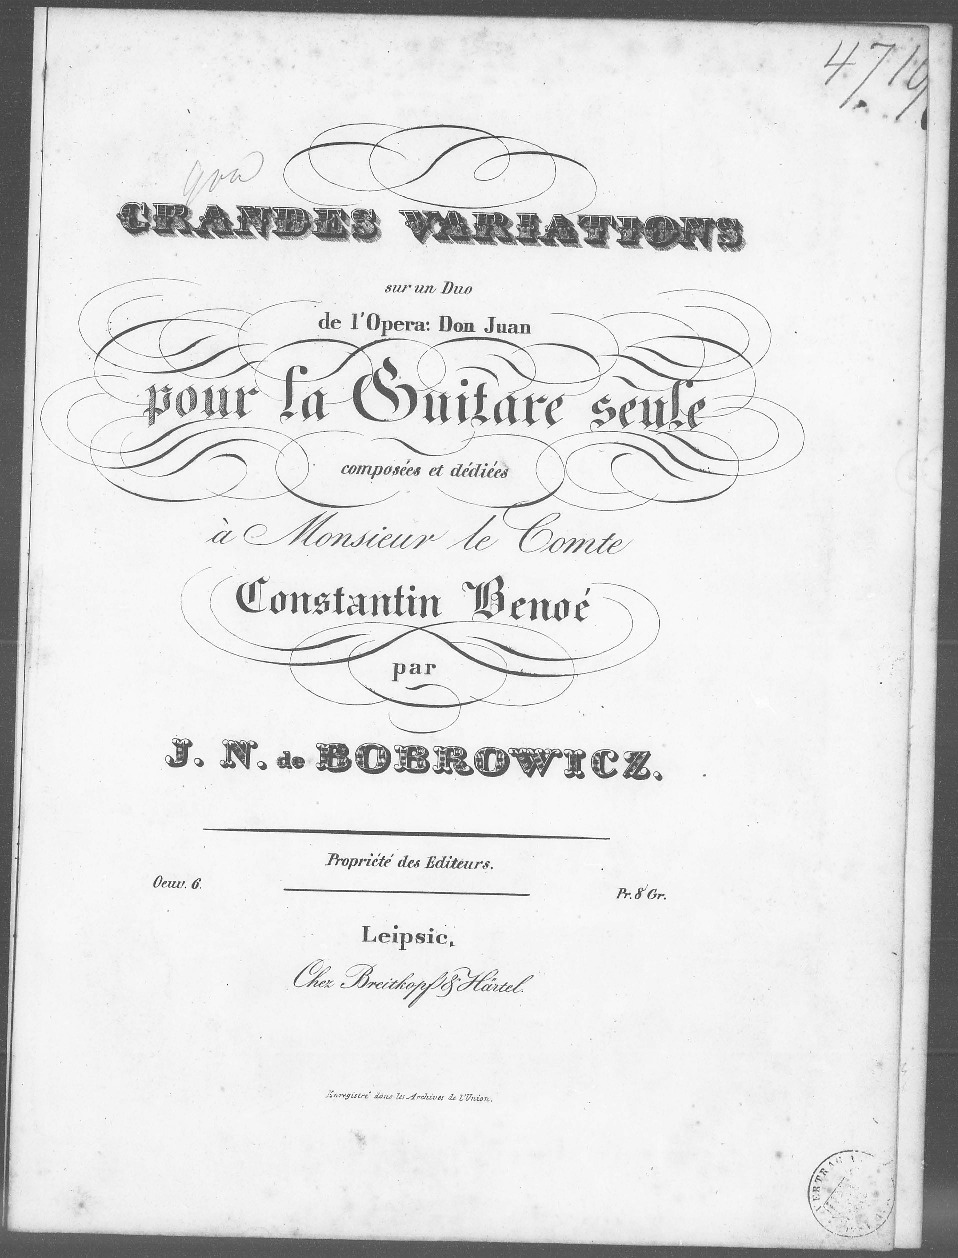 GRANDES VARIATIONS
sur un Duo
de l'Opera: Don Juan
pour la Guitare seule
composées et dédiées
à Monsieur le Comte
Constantin Benoé
par
J. N. de BOBROWICZ.
Propriété des Editeurs.
Oeuv. 6.
Pr. 8 Gr.
Leipsic,
Chez Breitkopf & Härtel.
Enregistré dans les Archives de l'Union.